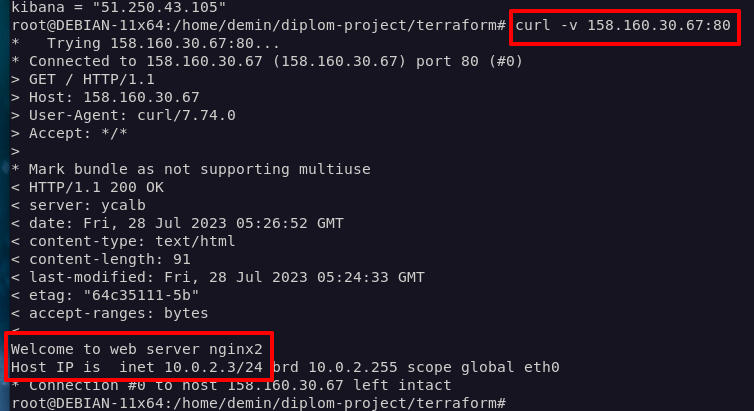 kibana = "51.250.43.105"
root@DEBIAN-11x64:/home/demin/diplom-project/terraform# curl -v 158.160.30.67:80
*   Trying 158.160.30.67:80...
* Connected to 158.160.30.67 (158.160.30.67) port 80 (#0)
> GET / HTTP/1.1
> Host: 158.160.30.67
> User-Agent: curl/7.74.0
> Accept: */*
>
* Mark bundle as not supporting multiuse
< HTTP/1.1 200 OK
< server: ycalb
< date: Fri, 28 Jul 2023 05:26:52 GMT
< content-type: text/html
< content-length: 91
< last-modified: Fri, 28 Jul 2023 05:24:33 GMT
< etag: "64c35111-5b"
< accept-ranges: bytes
<
Welcome to web server nginx2
Host IP is  inet 10.0.2.3/24 brd 10.0.2.255 scope global eth0
* Connection #0 to host 158.160.30.67 left intact
root@DEBIAN-11x64:/home/demin/diplom-project/terraform#